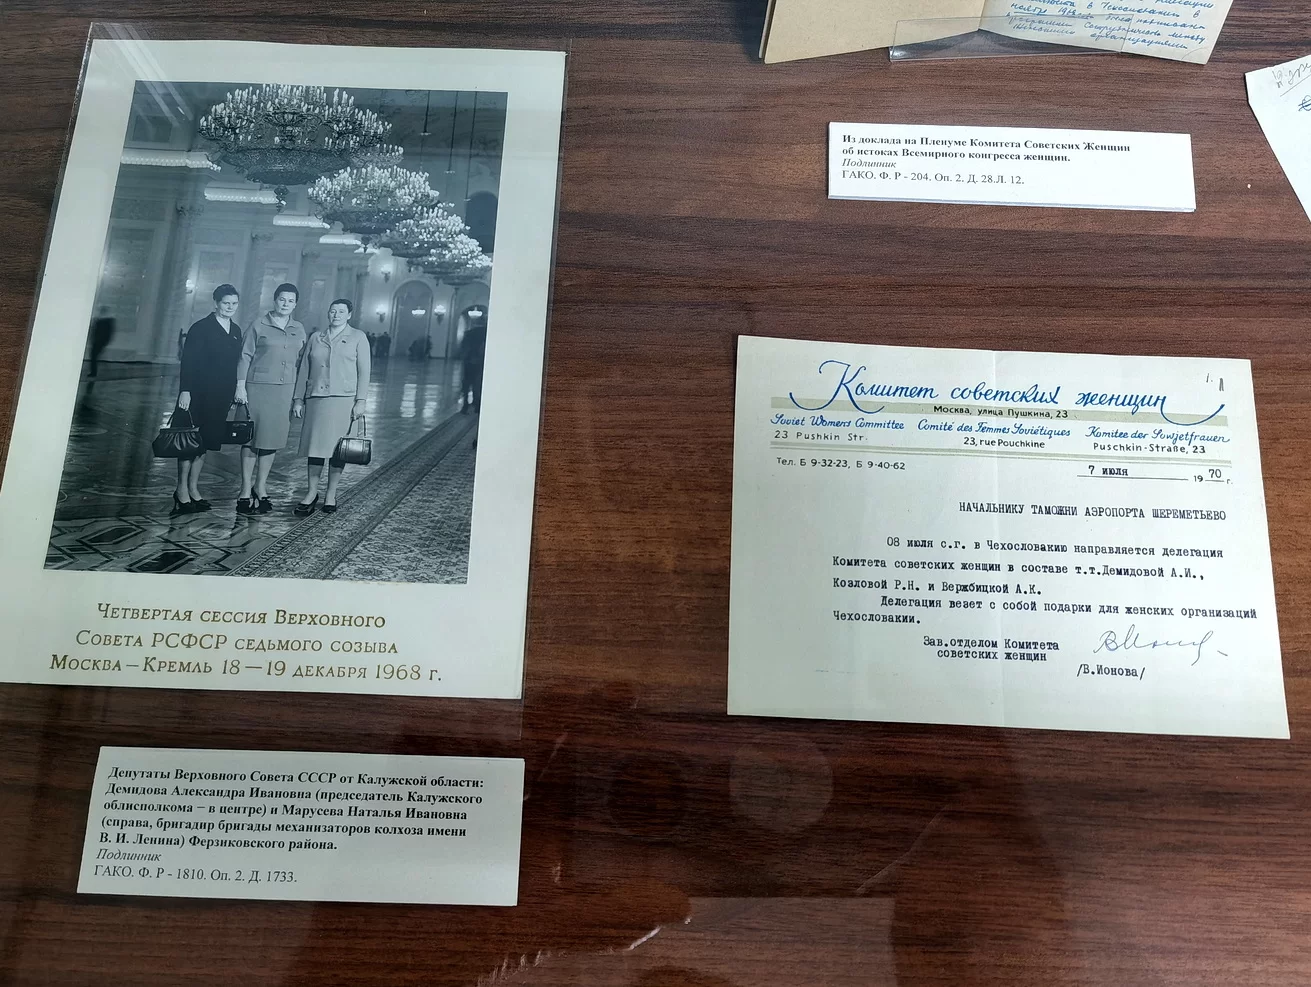 Четвертая сессия Верховного
Совета РСФСР седьмого созыва
Москва — Кремль 18 — 19 декабря 1968 г.
Депутаты Верховного Совета СССР от Калужской области:
Демидова Александра Ивановна (председатель Калужского
облисполкома – в центре) и Марусева Наталья Ивановна
(справа, бригадир бригады механизаторов колхоза имени
В. И. Ленина) Ферзиковского района.
Подлинник
ГАКО. Ф. Р - 1810. Оп. 2. Д. 1733.
в Чехословакии в
Из доклада на Пленуме Комитета Советских Женщин
об истоках Всемирного конгресса женщин.
Подлинник
ГАКО. Ф. Р - 204. Оп. 2. Д. 28.Л. 12.
1.
Комитет советских женщин
Москва, улица Пушкина, 23
Soviet Womens Committee Comité des Femmes Soviétiques Komitee der Sowjetfrauen
23 Pushkin Str. 23, rue Pouchkine Puschkin-Straße, 23
Тел. Б 9-32-23, Б 9-40-62
7 июля 1970 г.
НАЧАЛЬНИКУ ТАМОЖНИ АЭРОПОРТА ШЕРЕМЕТЬЕВО
08 июля с.г. в Чехословакию направляется делегация
Комитета советских женщин в составе т.т.Демидовой А.И.,
Козловой Р.Н. и Вержбицкой А.К.
Делегация везет с собой подарки для женских организаций
Чехословакии.
Зав.отделом Комитета
советских женщин
/В.Ионова/